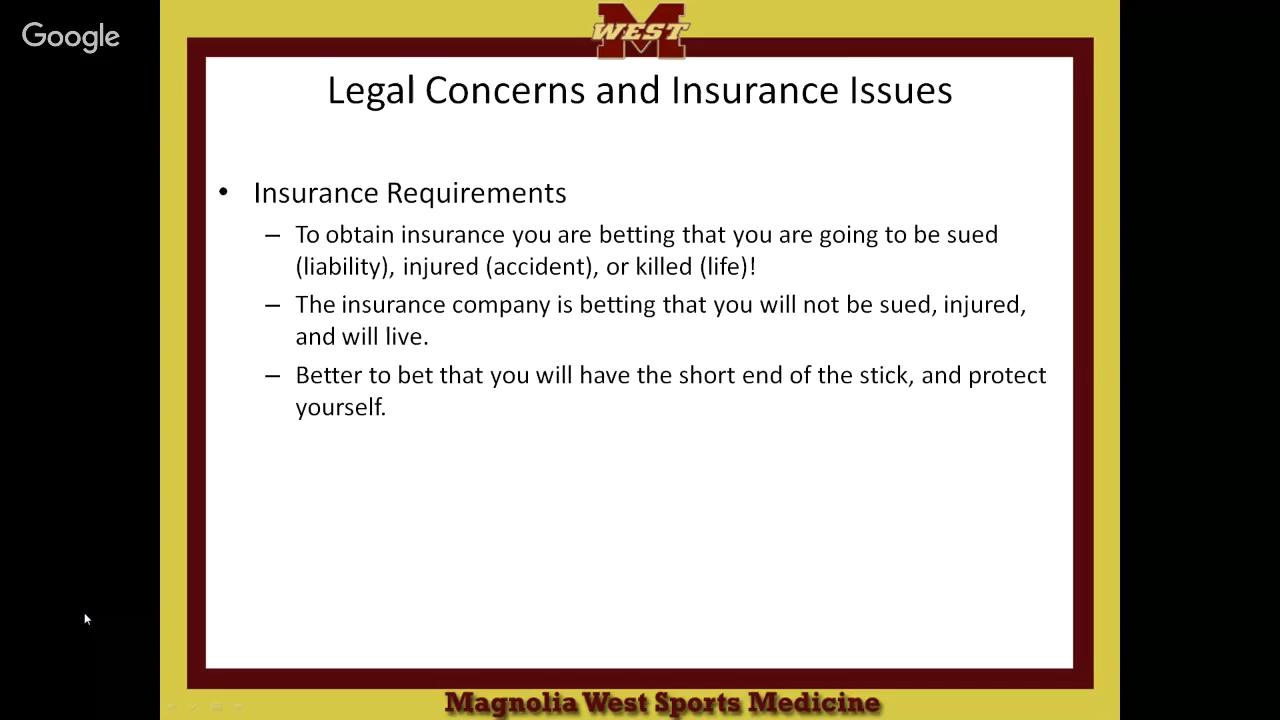 Google
M
WEST
Legal Concerns and Insurance Issues
• Insurance Requirements
– To obtain insurance you are betting that you are going to be sued
(liability), injured (accident), or killed (life)!
– The insurance company is betting that you will not be sued, injured,
and will live.
– Better to bet that you will have the short end of the stick, and protect
yourself.
Magnolia West Sports Medicine